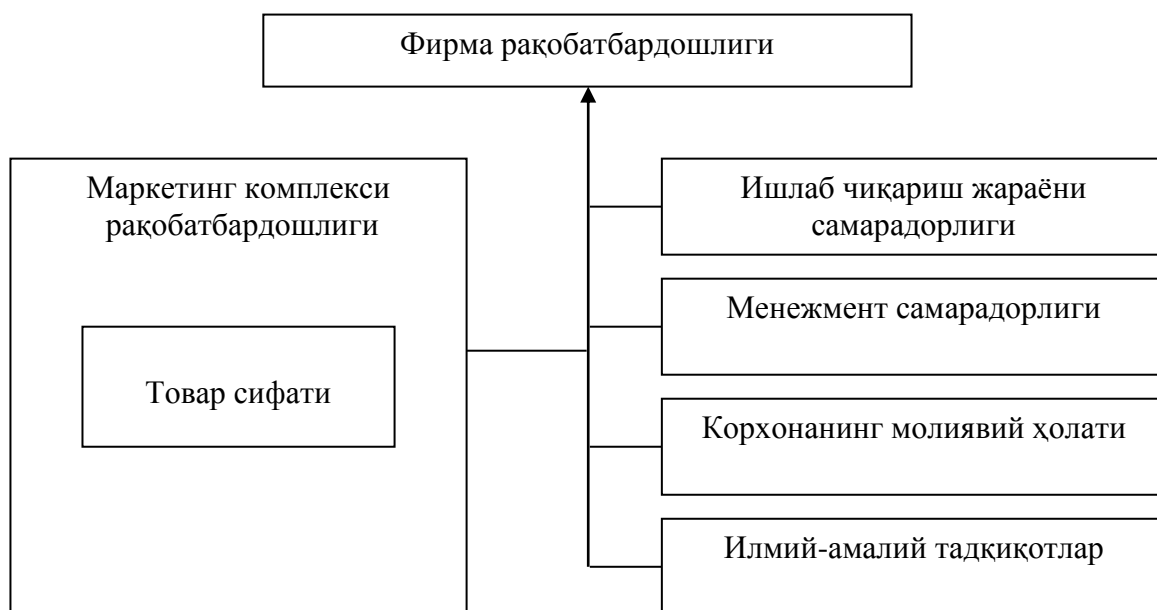 Фирма рақобатбардошлиги
Маркетинг комплекси
рақобатбардошлиги
Товар сифати
Ишлаб чиқариш жараёни
самарадорлиги
Менежмент самарадорлиги
Корхонанинг молиявий ҳолати
Илмий-амалий тадқиқотлар